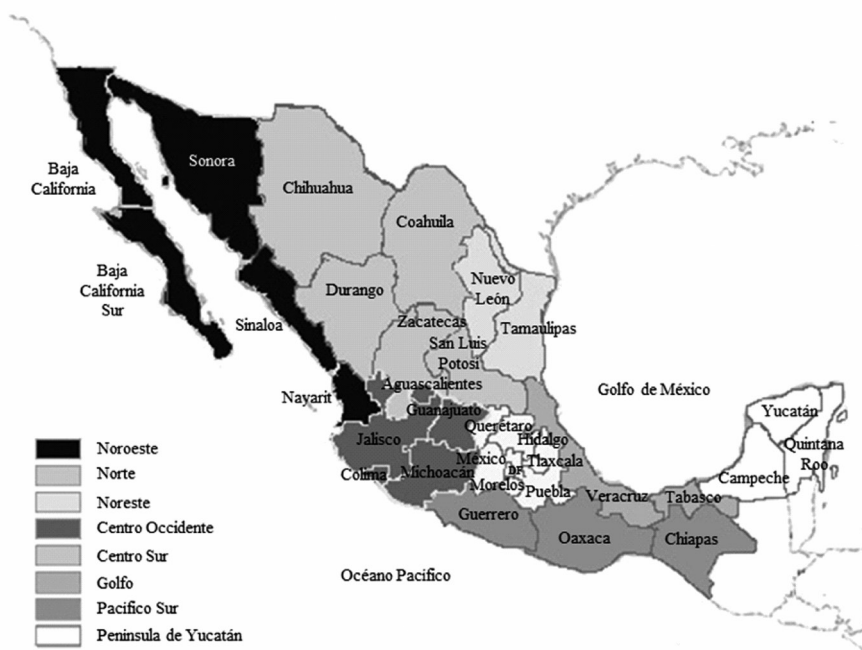 Baja
California
Sonora
Chihuahua
Coahuila
Baja
California
Sur
Sinaloa
Durango
Nuevo
León
Zacatecas
San Luis
Potosi
Tamaulipas
Nayarit
Aguascalientes
Guanajuato
Querétaro
Hidalgo
Golfo de México
Yucatán
Quintana
Roo
Campeche
Jalisco
Colima
Michoacán
México
DF
Tlaxcala
Morelos
Puebla
Veracruz
Tabasco
Guerrero
Oaxaca
Chiapas
Océano Pacífico
Noroeste
Norte
Noreste
Centro Occidente
Centro Sur
Golfo
Pacifico Sur
Peninsula de Yucatán